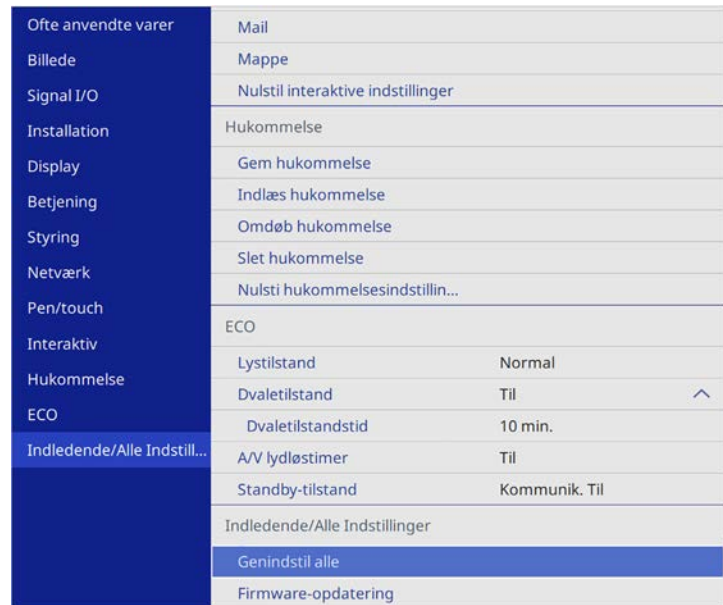 Ofte anvendte varer
Billede
Signal I/O
Installation
Display
Betjening
Styring
Netværk
Pen/touch
Interaktiv
Hukommelse
ECO
Indledende/Alle Indstill...
Mail
Mappe
Nulstil interaktive indstillinger
Hukommelse
Gem hukommelse
Indlæs hukommelse
Omdøb hukommelse
Slet hukommelse
Nulsti hukommelsesindstillin...
ECO
Lystilstand Normal
Dvaletilstand Til
Dvaletilstandstid 10 min.
A/V lydløstimer Til
Standby-tilstand Kommunik. Til
Indledende/Alle Indstillinger
Genindstil alle
Firmware-opdatering